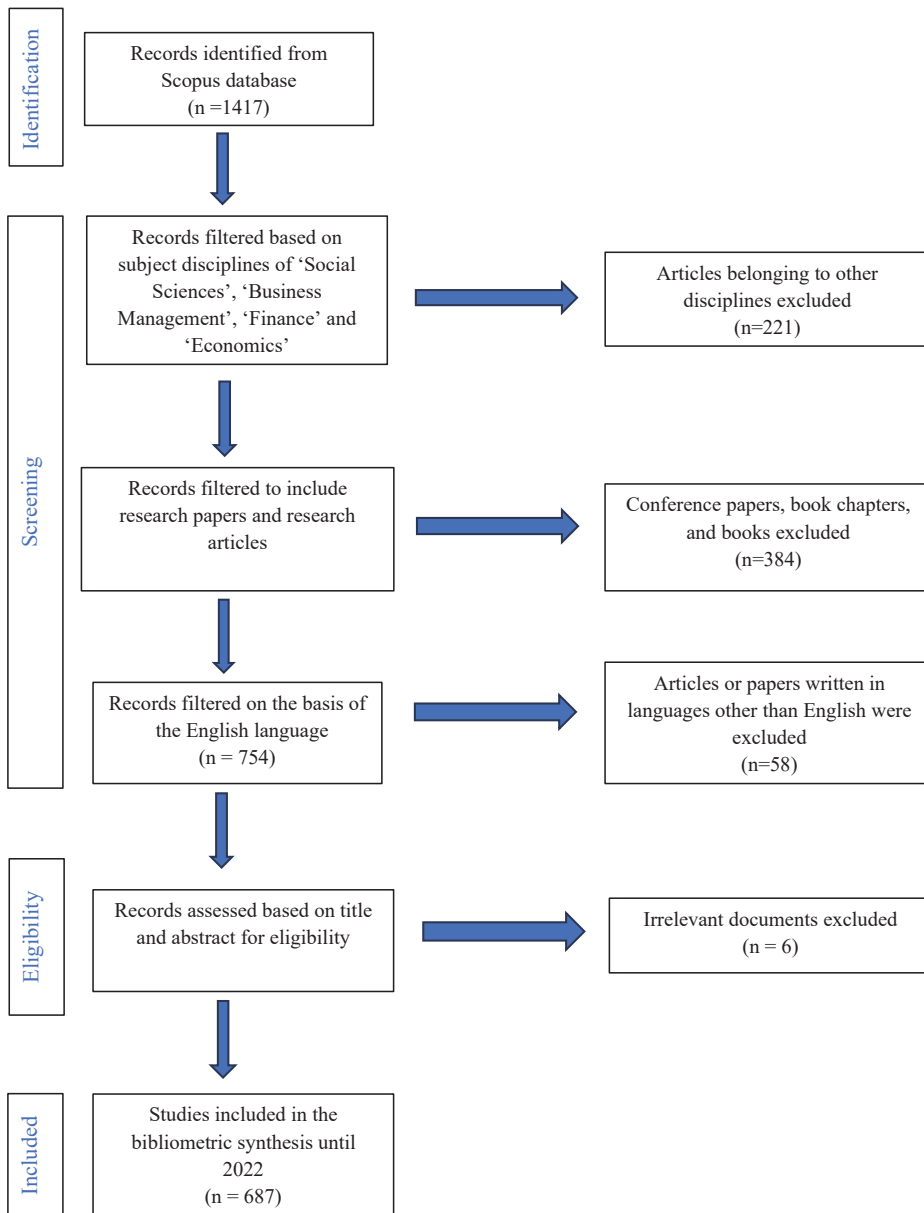 Identification
Records identified from
Scopus database
(n =1417)
Screening
Records filtered based on
subject disciplines of ‘Social
Sciences’, ‘Business
Management’, ‘Finance’ and
‘Economics’
Articles belonging to other
disciplines excluded
(n=221)
Records filtered to include
research papers and research
articles
Conference papers, book chapters,
and books excluded
(n=384)
Records filtered on the basis of
the English language
(n = 754)
Articles or papers written in
languages other than English were
excluded
(n=58)
Eligibility
Records assessed based on title
and abstract for eligibility
Irrelevant documents excluded
(n = 6)
Included
Studies included in the
bibliometric synthesis until
2022
(n = 687)